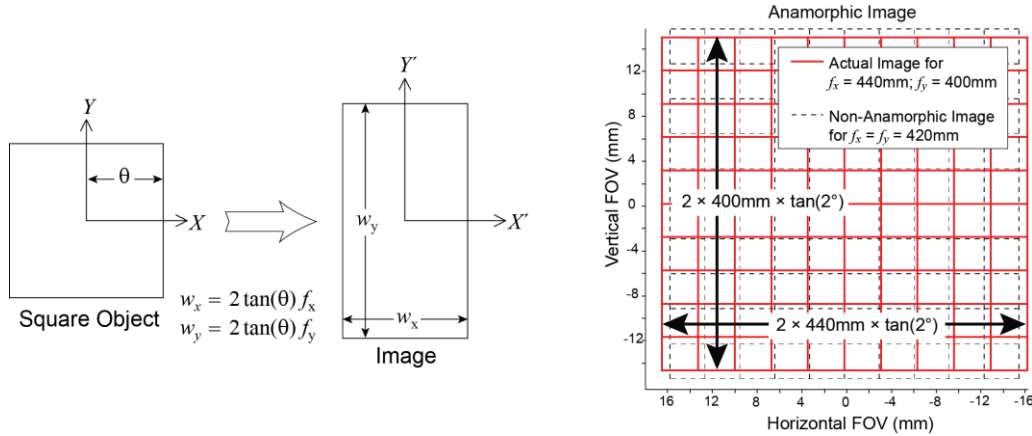 Y
θ
X
Square Object
w_x = 2 tan(θ) f_x
w_y = 2 tan(θ) f_y
Y′
w_y
X′
w_x
Image
Anamorphic Image
Actual Image for
f_x = 440mm; f_y = 400mm
Non-Anamorphic Image
for f_x = f_y = 420mm
2 × 400mm × tan(2°)
2 × 440mm × tan(2°)
Vertical FOV (mm)
12
8
4
0
-4
-8
-12
16 12 8 4 0 -4 -8 -12 -16
Horizontal FOV (mm)